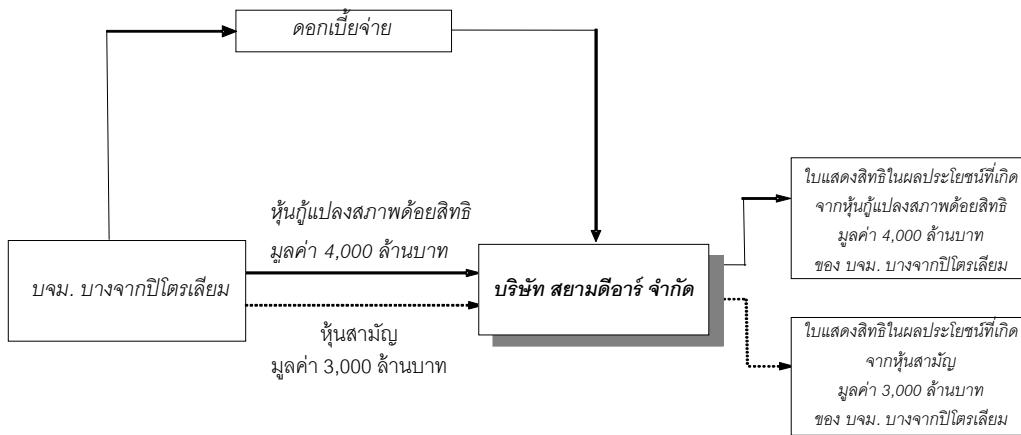 ดอกเบี้ยจ่าย
หุ้นกู้แปลงสภาพด้อยสิทธิ
มูลค่า 4,000 ล้านบาท
บจม. บางจากปิโตรเลียม
บริษัท สยามดีอาร์ จำกัด
หุ้นสามัญ
มูลค่า 3,000 ล้านบาท
ใบแสดงสิทธิในผลประโยชน์ที่เกิด
จากหุ้นกู้แปลงสภาพด้อยสิทธิ
มูลค่า 4,000 ล้านบาท
ของ บจม. บางจากปิโตรเลียม
ใบแสดงสิทธิในผลประโยชน์ที่เกิด
จากหุ้นสามัญ
มูลค่า 3,000 ล้านบาท
ของ บจม. บางจากปิโตรเลียม